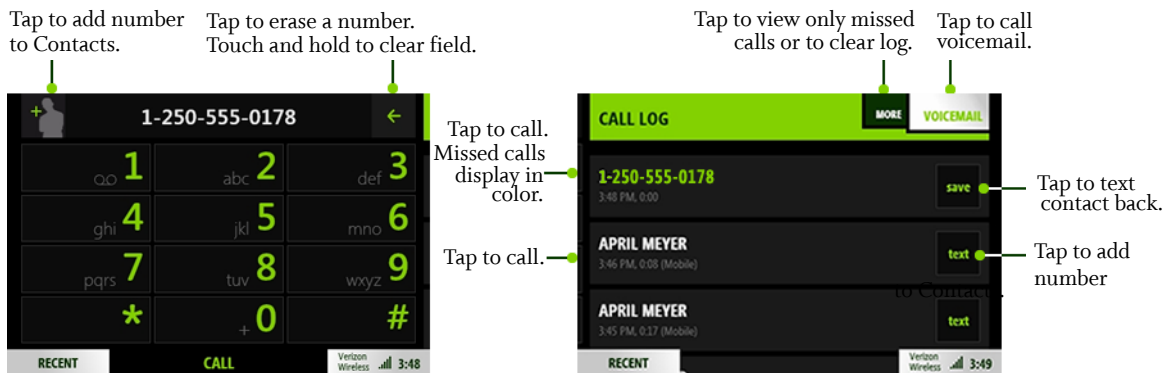 Tap to add number
to Contacts.
Tap to erase a number.
Touch and hold to clear field.
Tap to view only missed
calls or to clear log.
Tap to call
voicemail.
+
1-250-555-0178
←
1
abc 2
def 3
ghi 4
jkl 5
mno 6
pqrs 7
tuv 8
wxyz 9
*
+ 0
#
RECENT
CALL
Verizon
Wireless 3:48
Tap to call.
Missed calls
display in
color.
Tap to call.
CALL LOG
MORE
VOICEMAIL
1-250-555-0178
3:48 PM, 0:00
save
APRIL MEYER
3:46 PM, 0:08 (Mobile)
text
APRIL MEYER
3:45 PM, 0:17 (Mobile)
text
RECENT
Verizon
Wireless 3:49
Tap to text
contact back.
Tap to add
number
to Contacts.